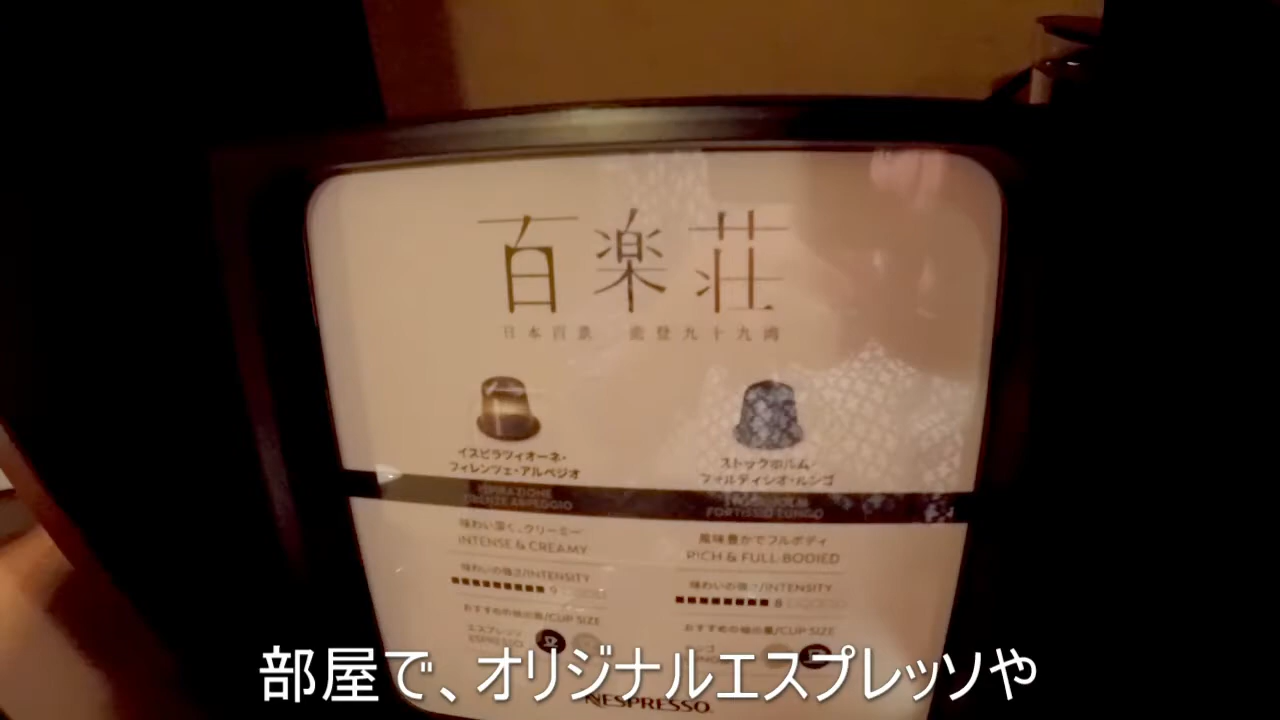 百楽荘
日本百景 能登九十九湾
イスピラツィオーネ・ ストックホルム・
フィレンツェ・アルペジオ フォルティシオ・ルンゴ
ISPIRAZIONE STOCKHOLM
FIRENZE ARPEGGIO FORTISSIO LUNGO
味わい深く、クリーミー 風味豊かでフルボディ
INTENSE & CREAMY RICH & FULL-BODIED
味わいの強さ/INTENSITY 味わいの強さ/INTENSITY
9 8
おすすめの抽出量/CUP SIZE おすすめの抽出量/CUP SIZE
エスプレッソ
ESPRESSO
部屋で、オリジナルエスプレッソや
NESPRESSO